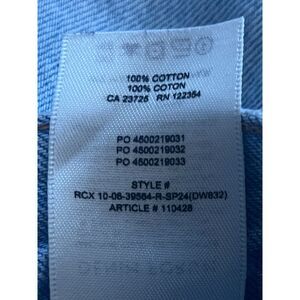 100% COTTON
100% COTON
CA 23725 RN 122354
PO 4500219031
PO 4500219032
PO 4500219033
STYLE #
RCX 10-06-39564-R-SP24(DW832)
ARTICLE # 110428